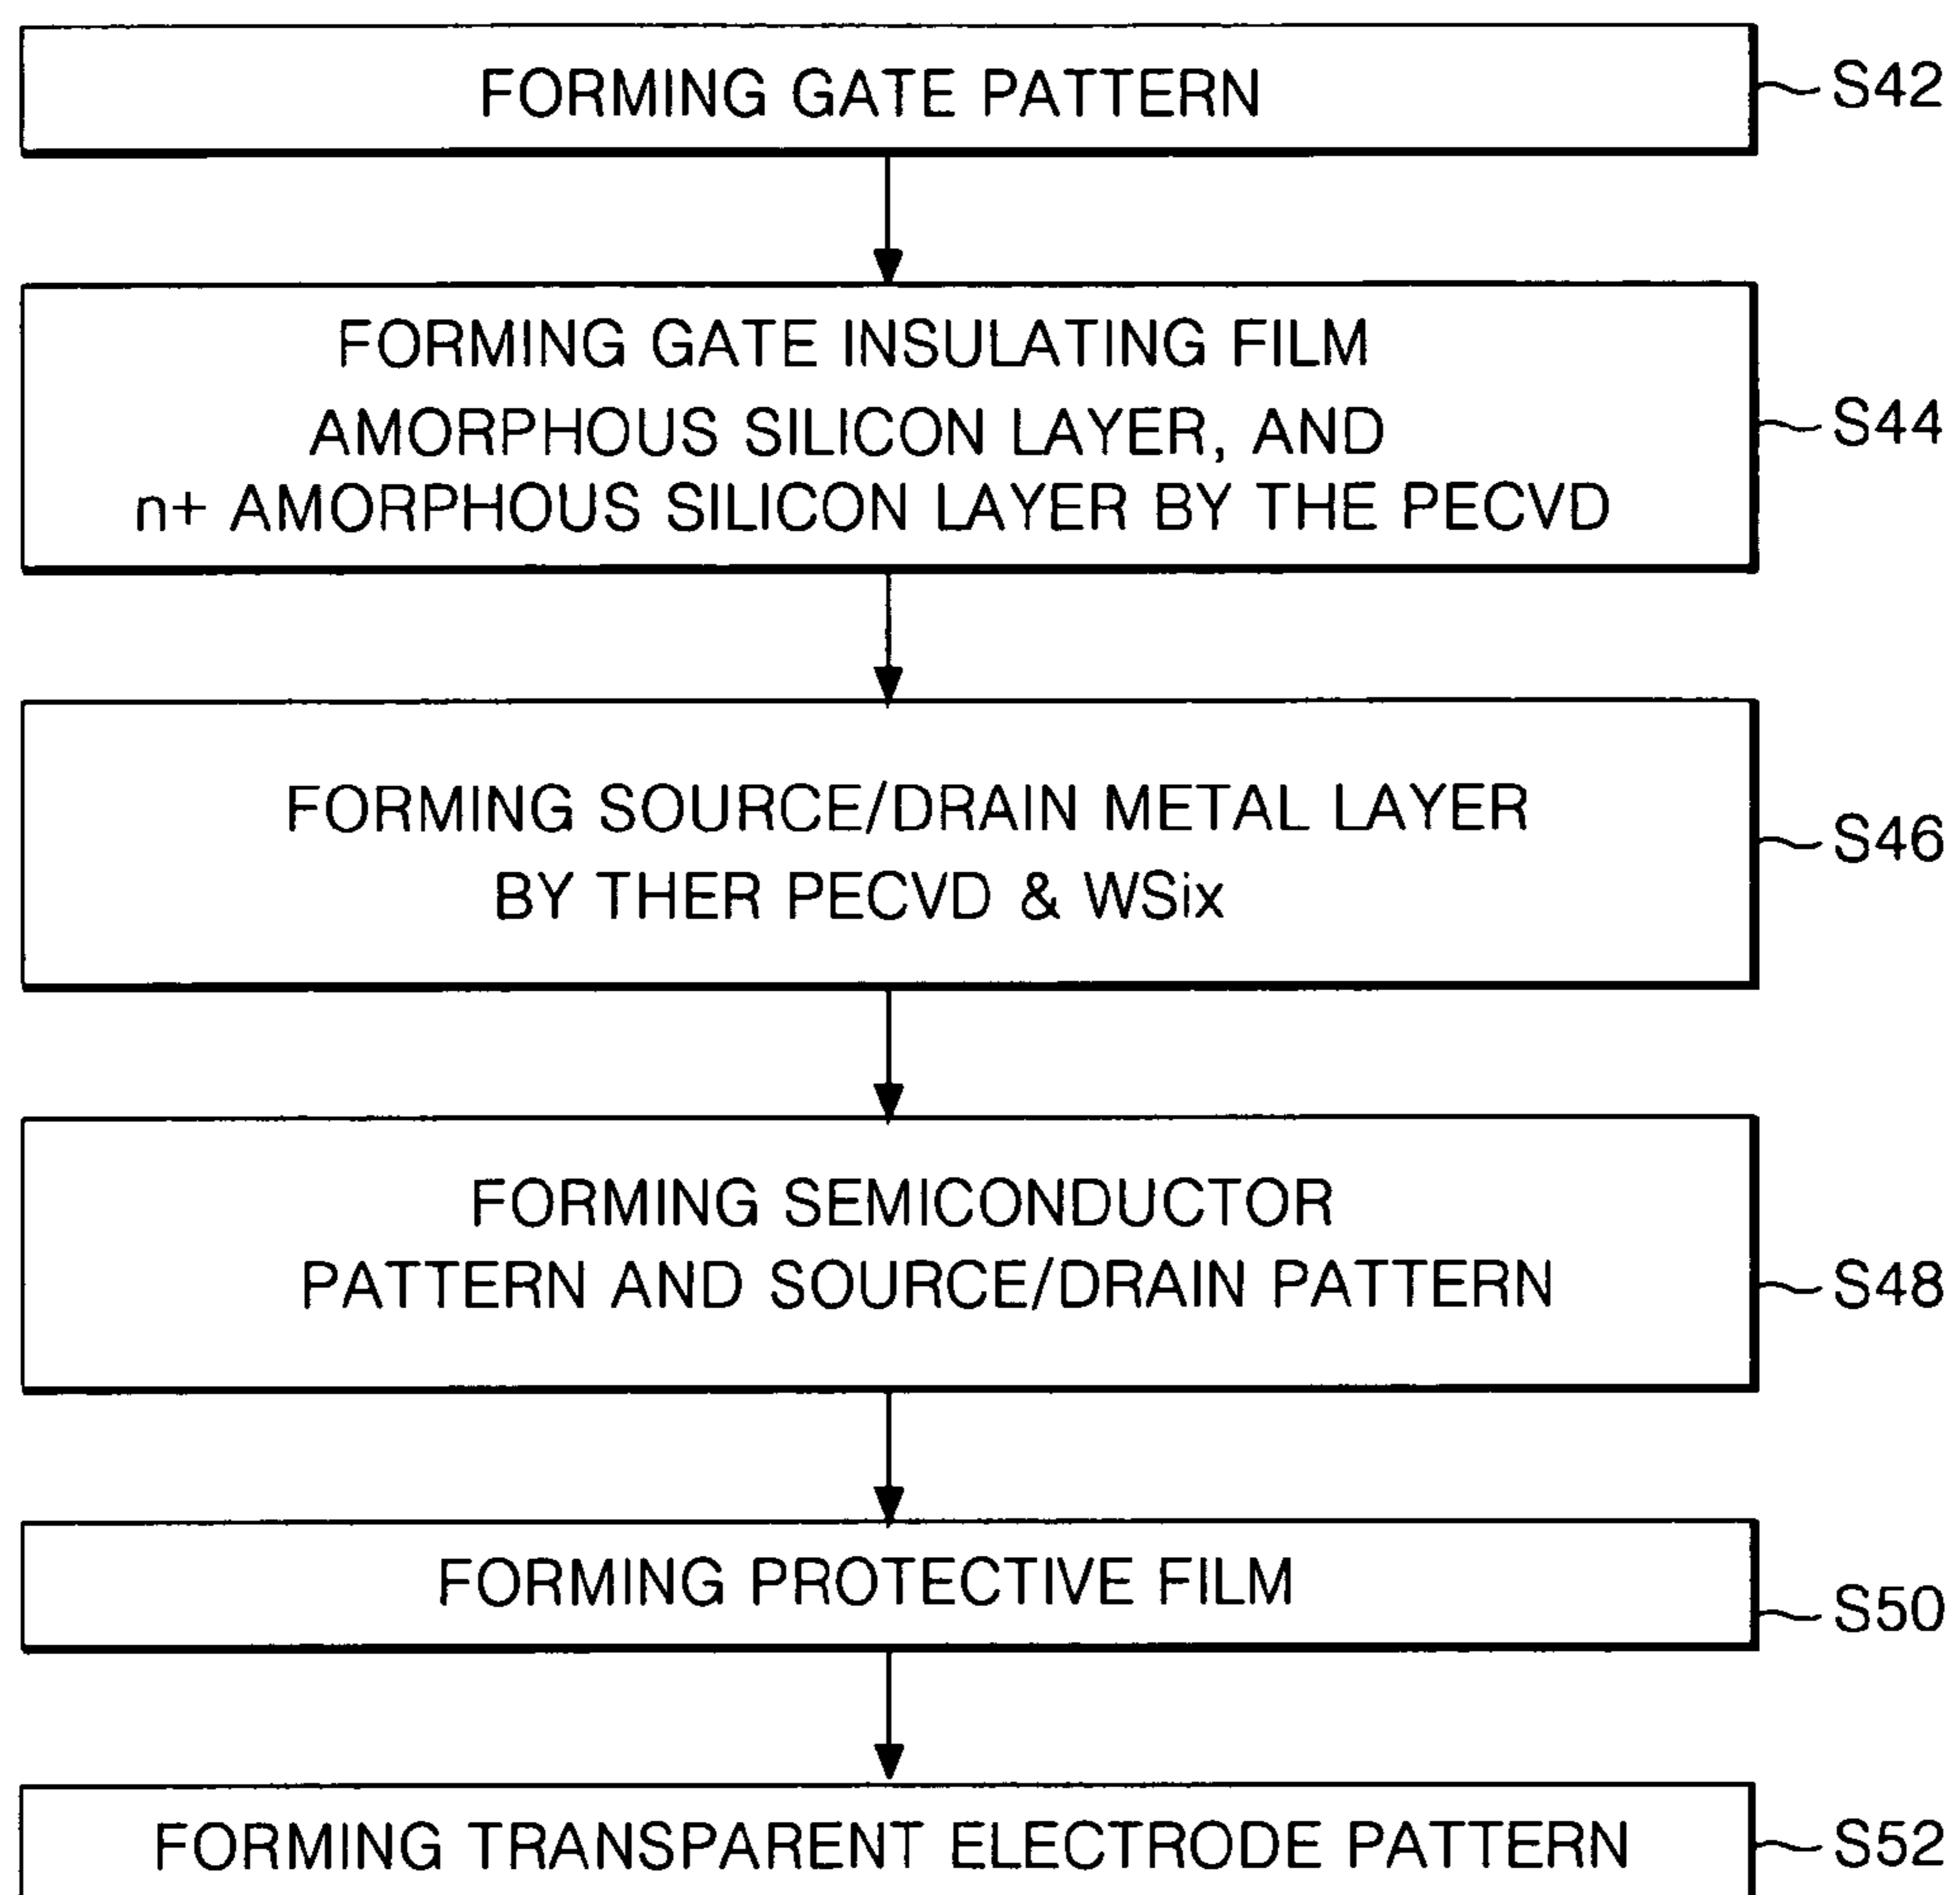 FORMING GATE PATTERN
S42
FORMING GATE INSULATING FILM
AMORPHOUS SILICON LAYER, AND
n+ AMORPHOUS SILICON LAYER BY THE PECVD
S44
FORMING SOURCE/DRAIN METAL LAYER
BY THER PECVD & WSix
S46
FORMING SEMICONDUCTOR
PATTERN AND SOURCE/DRAIN PATTERN
S48
FORMING PROTECTIVE FILM
S50
FORMING TRANSPARENT ELECTRODE PATTERN
S52